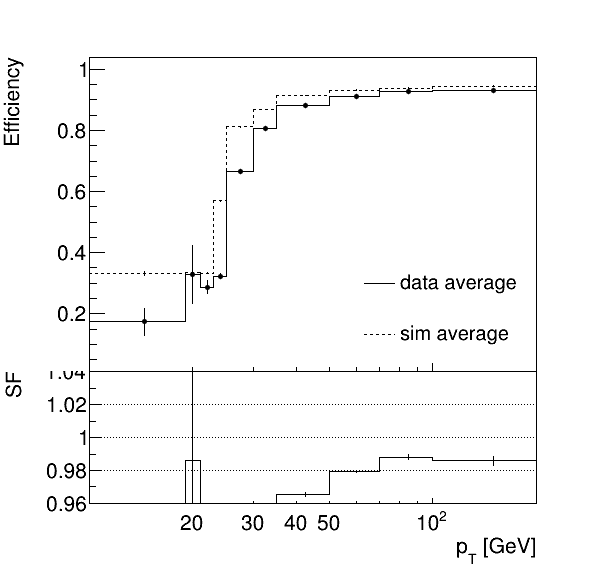 Efficiency
1
0.8
0.6
0.4
0.2
data average
sim average
SF
1.04
1.02
1
0.98
0.96
20 30 40 50 10²
p_T [GeV]